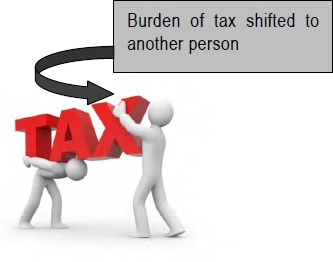 Burden of tax shifted to
another person
TAX